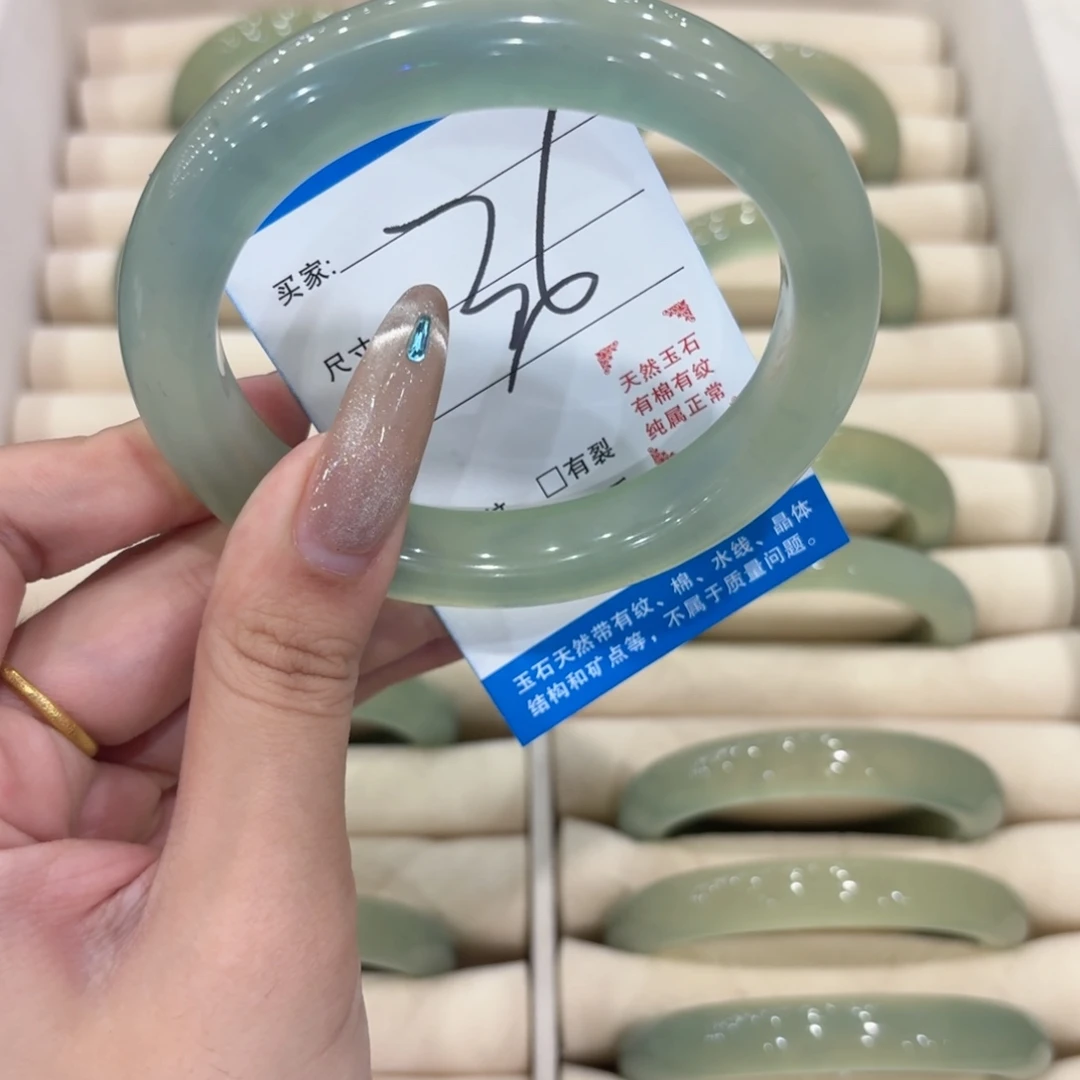 买家:
36
尺寸
天然玉石
有棉有纹
纯属正常
□有裂
玉石天然带有纹、棉、水线、晶体
结构和矿点等，不属于质量问题。